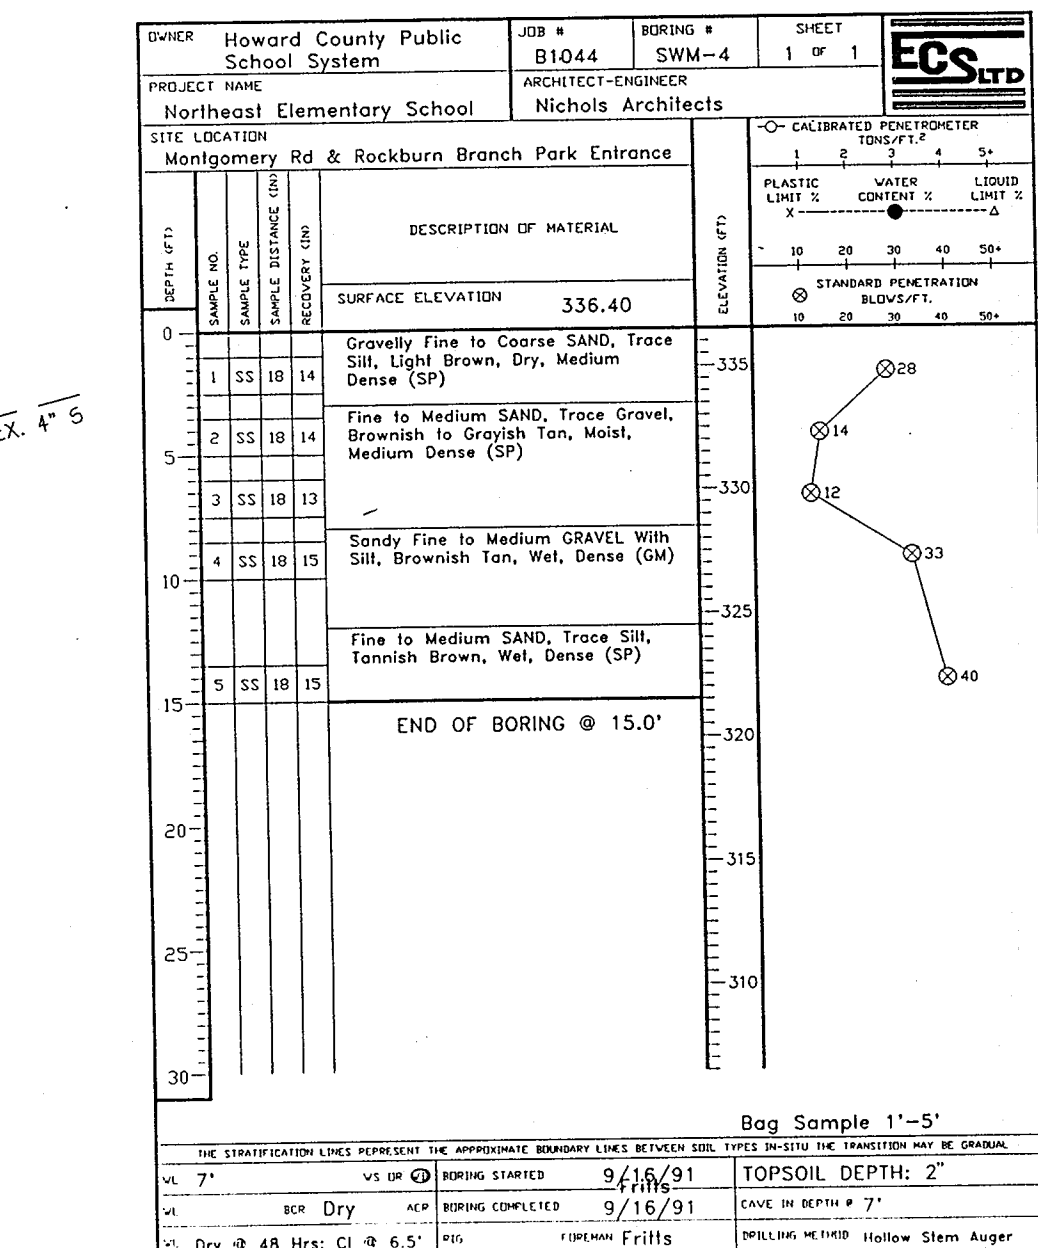 OWNER Howard County Public School System
JOB # B1044
BORING # SWM-4
SHEET 1 OF 1
ECS LTD
PROJECT NAME
Northeast Elementary School
ARCHITECT-ENGINEER
Nichols Architects
SITE LOCATION
Montgomery Rd & Rockburn Branch Park Entrance
-O- CALIBRATED PENETROMETER
TONS/FT.²
1 2 3 4 5+
PLASTIC LIMIT % WATER CONTENT % LIQUID LIMIT %
X ● Δ
10 20 30 40 50+
⊗ STANDARD PENETRATION
BLOWS/FT.
10 20 30 40 50+
DEPTH (FT)
SAMPLE NO.
SAMPLE TYPE
SAMPLE DISTANCE (IN)
RECOVERY (IN)
DESCRIPTION OF MATERIAL
SURFACE ELEVATION 336.40
ELEVATION (FT)
0
Gravelly Fine to Coarse SAND, Trace
Silt, Light Brown, Dry, Medium
Dense (SP)
335
1 SS 18 14
28
Fine to Medium SAND, Trace Gravel,
Brownish to Grayish Tan, Moist,
Medium Dense (SP)
2 SS 18 14
14
EX. 4" S
5
330
3 SS 18 13
12
Sandy Fine to Medium GRAVEL With
Silt, Brownish Tan, Wet, Dense (GM)
4 SS 18 15
33
10
325
Fine to Medium SAND, Trace Silt,
Tannish Brown, Wet, Dense (SP)
5 SS 18 15
40
15
END OF BORING @ 15.0'
320
20
315
25
310
30
Bag Sample 1'-5'
THE STRATIFICATION LINES REPRESENT THE APPROXIMATE BOUNDARY LINES BETWEEN SOIL TYPES IN-SITU THE TRANSITION MAY BE GRADUAL
WL 7' WS OR WD BORING STARTED 9/16/91 TOPSOIL DEPTH: 2"
Fritts
WL BCR Dry ACR BORING COMPLETED 9/16/91 CAVE IN DEPTH @ 7'
WL Dry @ 48 Hrs: CI @ 6.5' RIG FOREMAN Fritts DRILLING METHOD Hollow Stem Auger